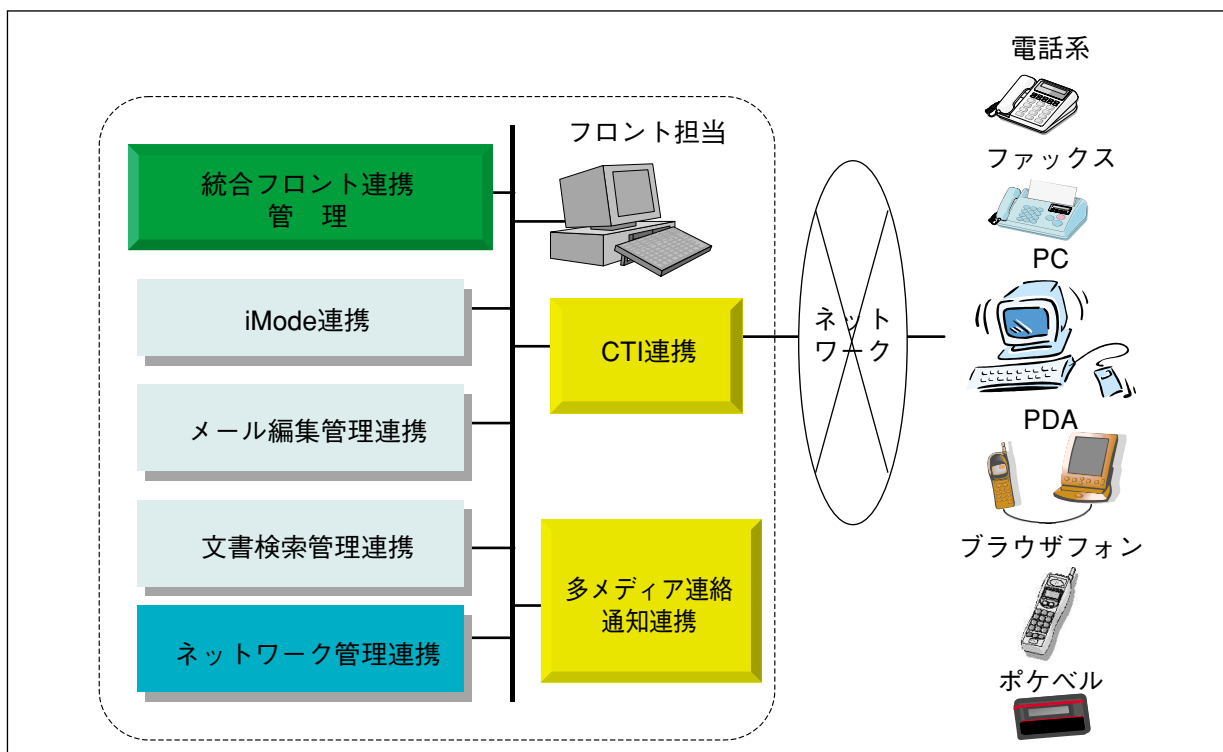 統合フロント連携
管　理
iMode連携
メール編集管理連携
文書検索管理連携
ネットワーク管理連携
フロント担当
CTI連携
多メディア連絡
通知連携
ネット
ワーク
電話系
ファックス
PC
PDA
ブラウザフォン
ポケベル